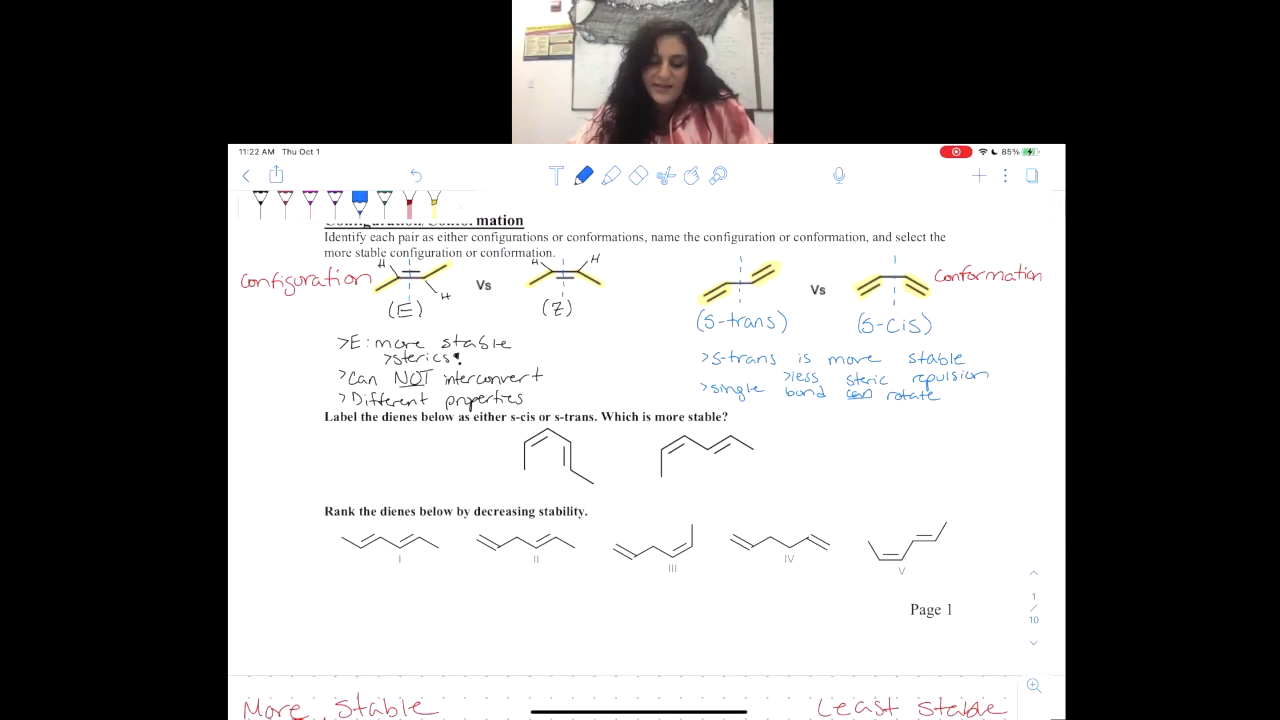 11:22 AM Thu Oct 1
85%
mation
Identify each pair as either configurations or conformations, name the configuration or conformation, and select the
more stable configuration or conformation.
Configuration
H
H
Vs
H
H
Vs
Conformation
(E)
(Z)
(S-trans)
(S-cis)
>E: more stable
>sterics
>Can NOT interconvert
>Different properties
>S-trans is more stable
>less steric repulsion
>single bond can rotate
Label the dienes below as either s-cis or s-trans. Which is more stable?
Rank the dienes below by decreasing stability.
I
II
III
IV
V
Page 1
1
/
10
More stable
Least stable